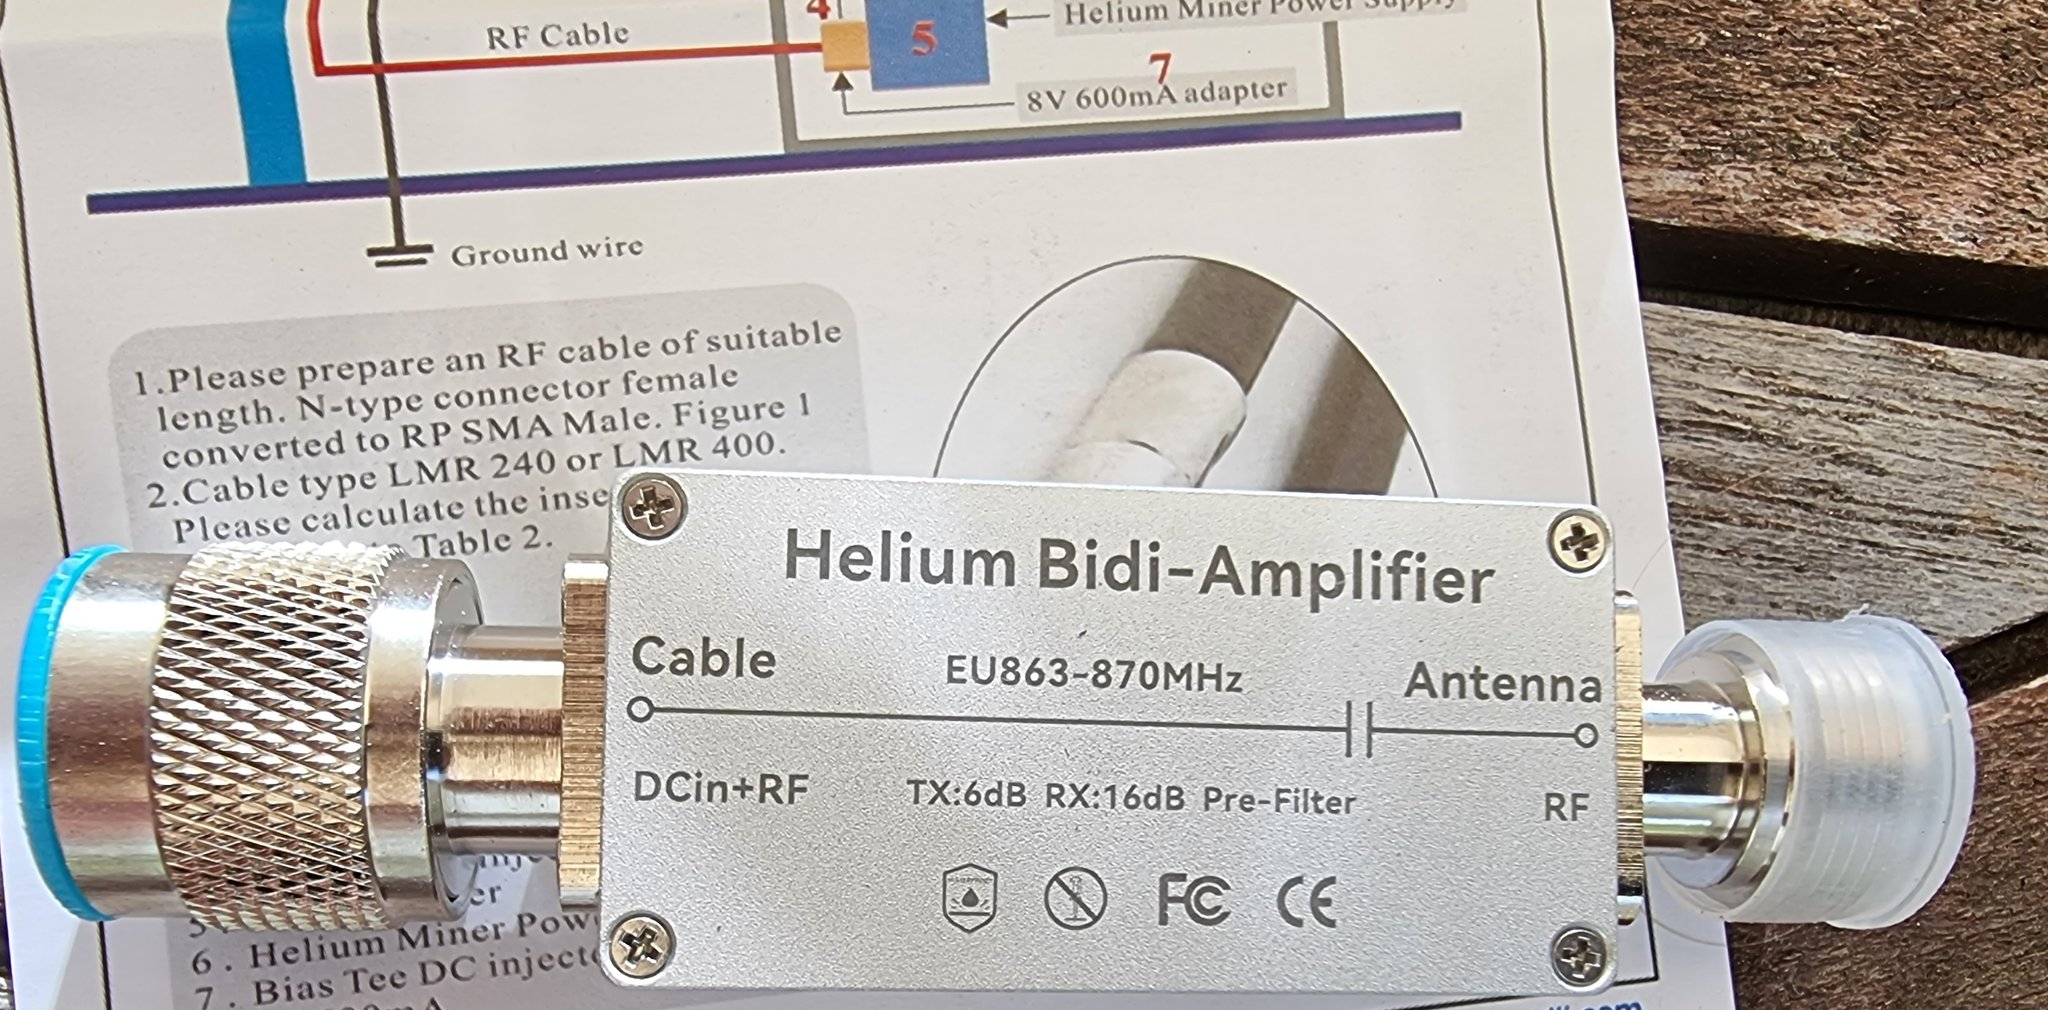 4
5
Helium Miner Power Supply
RF Cable
7
8V 600mA adapter
Ground wire
1.Please prepare an RF cable of suitable
length. N-type connector female
converted to RP SMA Male. Figure 1
2.Cable type LMR 240 or LMR 400.
Please calculate the inse
Table 2.
Helium Bidi-Amplifier
Cable
EU863-870MHz
Antenna
DCin+RF
TX:6dB RX:16dB Pre-Filter
RF
FC CE
er
5
6. Helium Miner Pow
Bias Tee DC injecto
7.